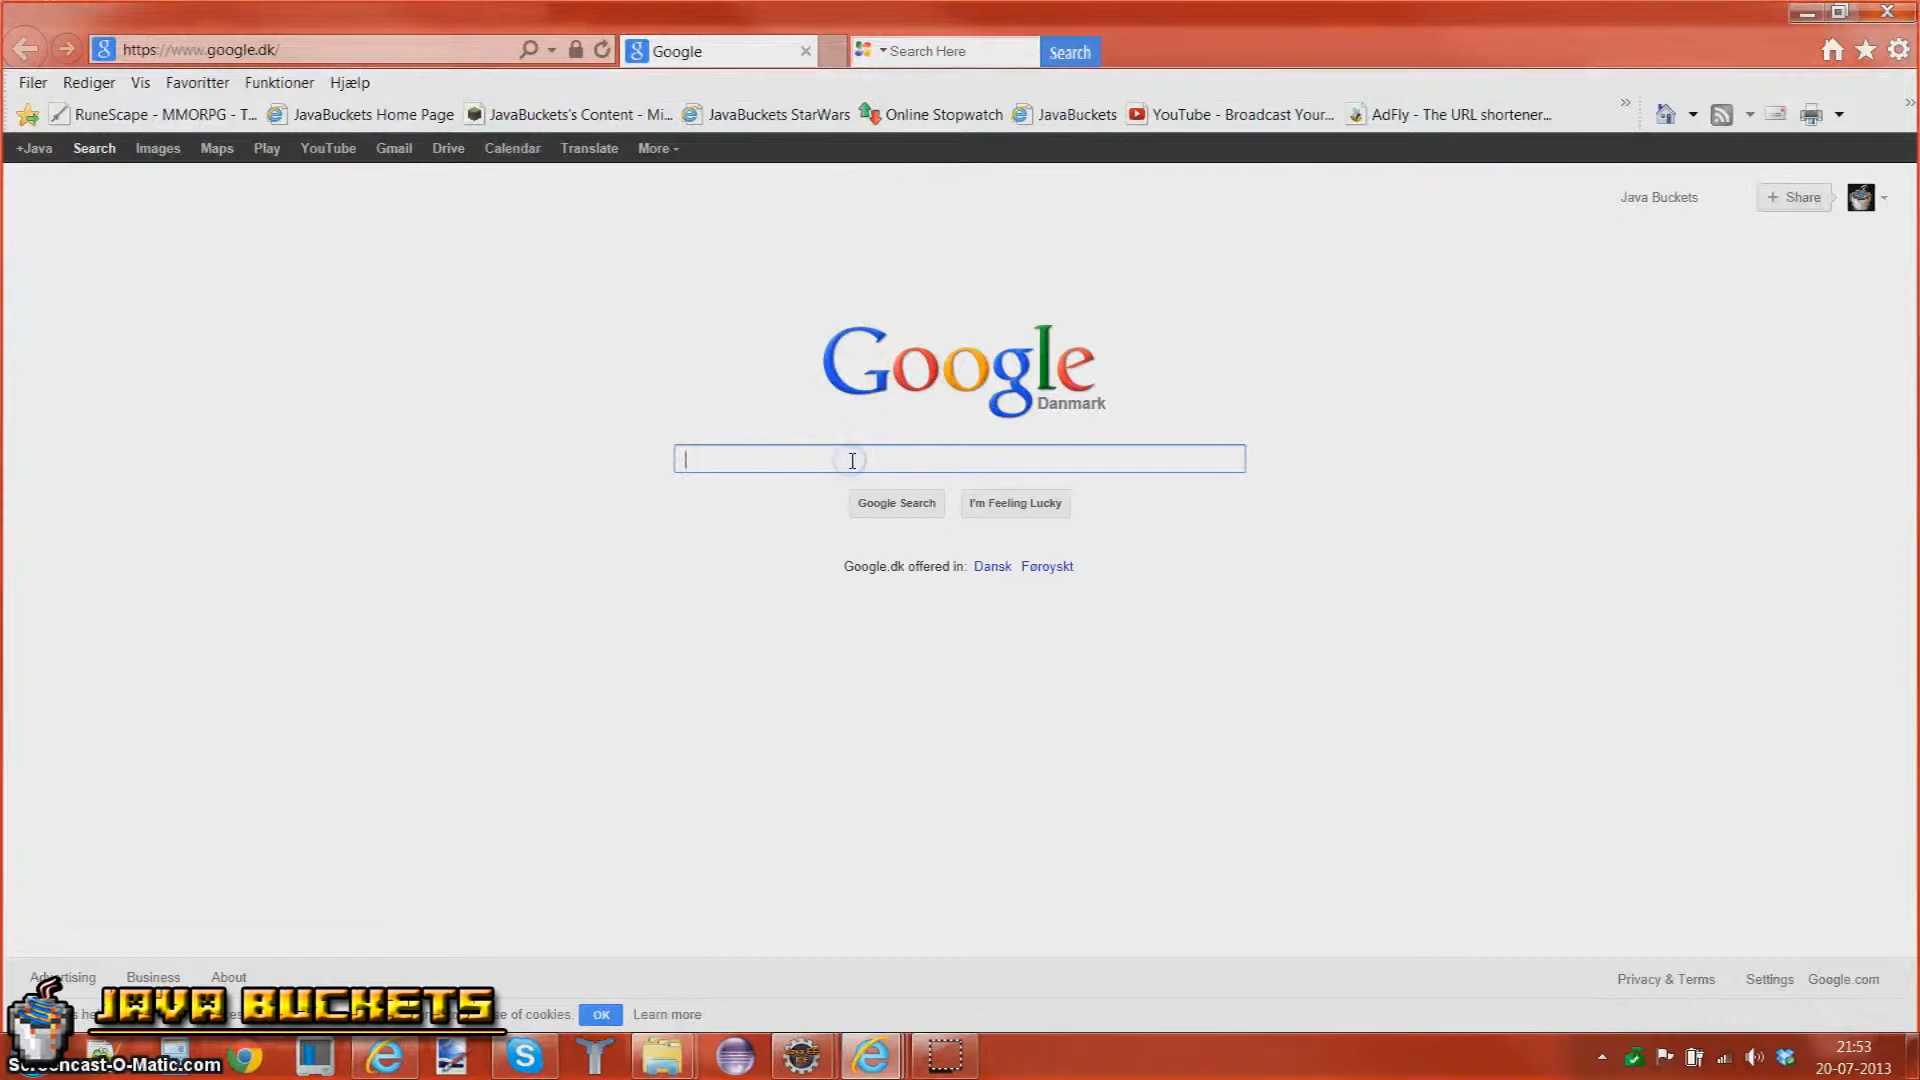 https://www.google.dk/
Google
Search Here
Search
Filer Rediger Vis Favoritter Funktioner Hjælp
RuneScape - MMORPG - T... JavaBuckets Home Page JavaBuckets's Content - Mi... JavaBuckets StarWars Online Stopwatch JavaBuckets YouTube - Broadcast Your... AdFly - The URL shortener...
+Java Search Images Maps Play YouTube Gmail Drive Calendar Translate More
Java Buckets
+ Share
Google
Danmark
Google Search
I'm Feeling Lucky
Google.dk offered in: Dansk Føroyskt
Advertising Business About
Privacy & Terms Settings Google.com
JAVA BUCKETS
use of cookies. OK Learn more
Screencast-O-Matic.com
Java EE
IDE
21:53
20-07-2013